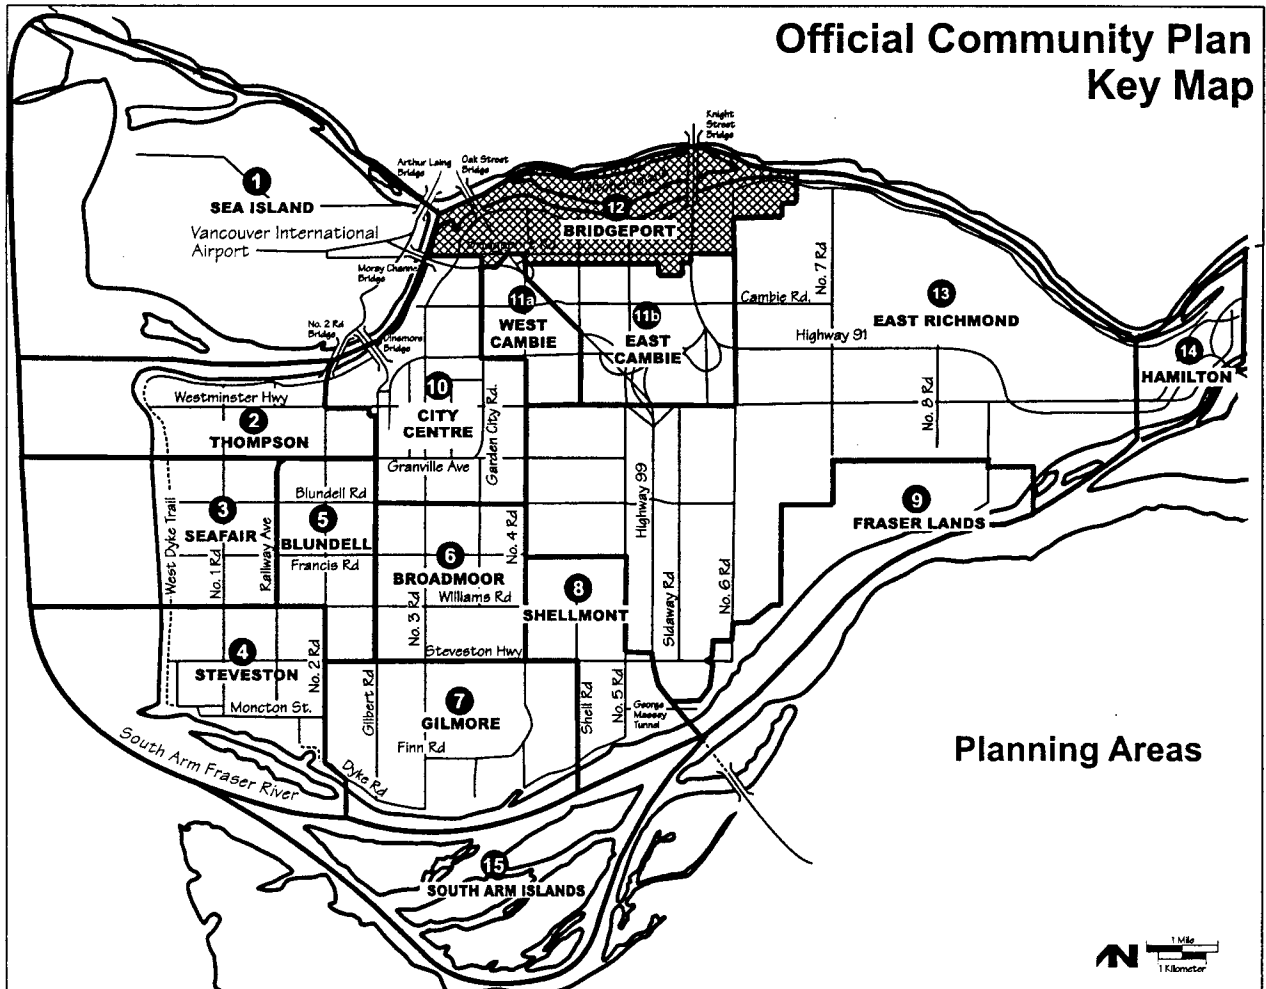 Official Community Plan
Key Map
Knight
Street
Bridge
Arthur Laing
Bridge
Oak Street
Bridge
1
SEA ISLAND
12
BRIDGEPORT
Vancouver International
Airport
Moray Channel
Bridge
No. 7 Rd
13
EAST RICHMOND
11a
WEST
CAMBIE
11b
EAST
CAMBIE
Cambie Rd.
Highway 91
No. 2 Rd
Bridge
Dinsmore
Bridge
14
HAMILTON
10
CITY
CENTRE
Westminster Hwy
2
THOMPSON
Garden City Rd.
No. 8 Rd
Granville Ave
Blundell Rd
Highway 99
9
FRASER LANDS
West Dyke Trail
3
SEAFAIR
No. 1 Rd
Railway Ave
5
BLUNDELL
Francis Rd
No. 4 Rd
6
BROADMOOR
Williams Rd
No. 3 Rd
8
SHELLMONT
Sidaway Rd
No. 6 Rd
4
STEVESTON
No. 2 Rd
Steveston Hwy
Moncton St.
Gilbert Rd
7
GILMORE
Finn Rd
Shell Rd
No. 5 Rd
George
Massey
Tunnel
South Arm Fraser River
Dyke Rd
Planning Areas
15
SOUTH ARM ISLANDS
N
1 Mile
1 Kilometer